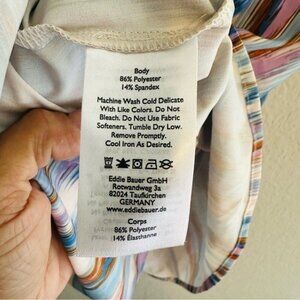 Body
86% Polyester
14% Spandex
Machine Wash Cold Delicate
With Like Colors. Do Not
Bleach. Do Not Use Fabric
Softeners. Tumble Dry Low.
Remove Promptly.
Cool Iron As Desired.
Eddie Bauer GmbH
Rotwandweg 3a
82024 Taufkirchen
GERMANY
www.eddiebauer.de
Corps
86% Polyester
14% Élasthanne